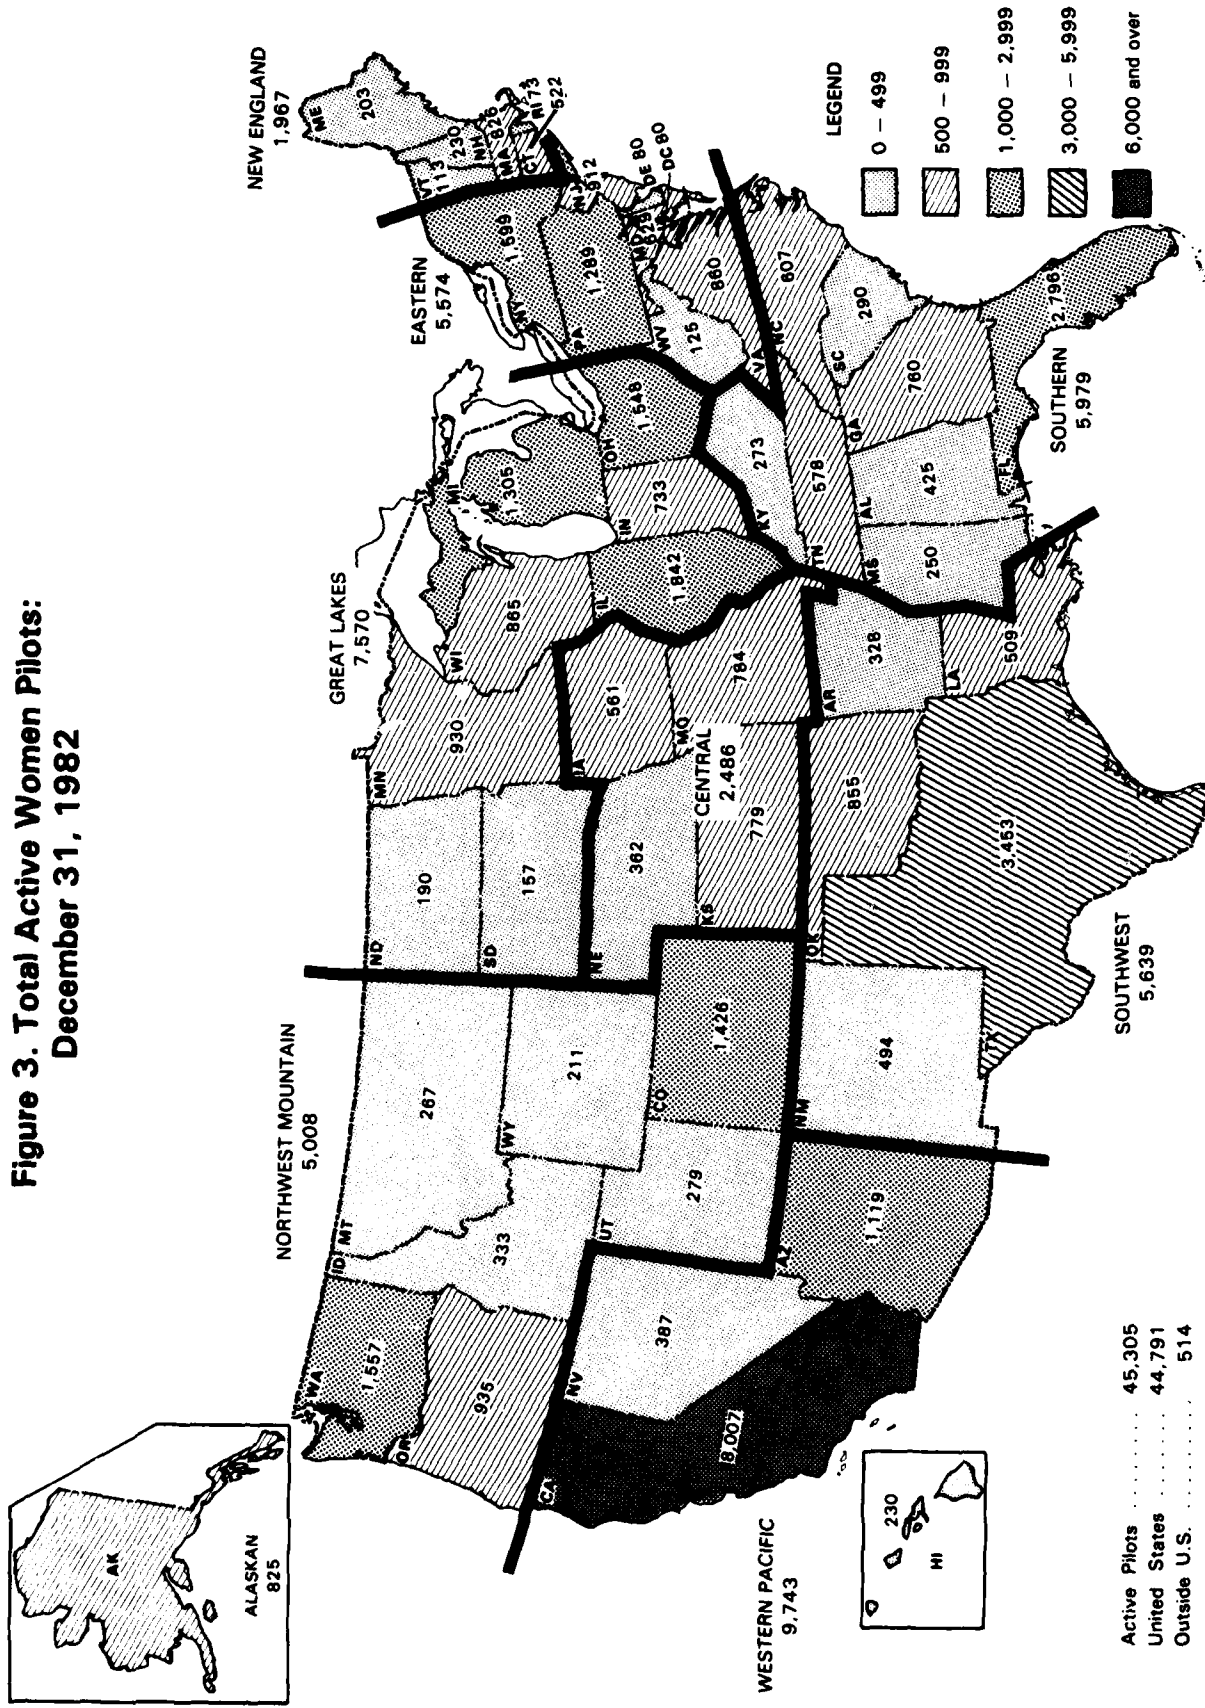 Figure 3. Total Active Women Pilots:
December 31, 1982
AK
ALASKAN
825
NORTHWEST MOUNTAIN
5,008
GREAT LAKES
7,570
EASTERN
5,574
NEW ENGLAND
1,967
WA
1,557
OR
935
ID
333
MT
267
WY
211
UT
279
CO
1,426
ND
190
SD
157
MN
930
WI
865
MI
1,305
IL
1,842
IN
733
OH
1,548
NE
362
KS
779
CENTRAL
2,486
IA
561
MO
784
NY
1,599
PA
1,289
WV
125
VA
860
MD
629
DE 80
DC 80
NJ
912
VT
113
NH
230
ME
203
MA
826
CT
522
RI 73
CA
8,007
NV
387
AZ
1,119
NM
494
TX
3,453
OK
855
AR
328
LA
509
KY
273
TN
578
NC
607
SC
290
GA
760
AL
425
MS
250
FL
2,796
WESTERN PACIFIC
9,743
230
HI
SOUTHWEST
5,639
SOUTHERN
5,979
LEGEND
0 – 499
500 – 999
1,000 – 2,999
3,000 – 5,999
6,000 and over
Active Pilots . . . . . . . . 45,305
United States . . . . . . . 44,791
Outside U.S. . . . . . . . . 514